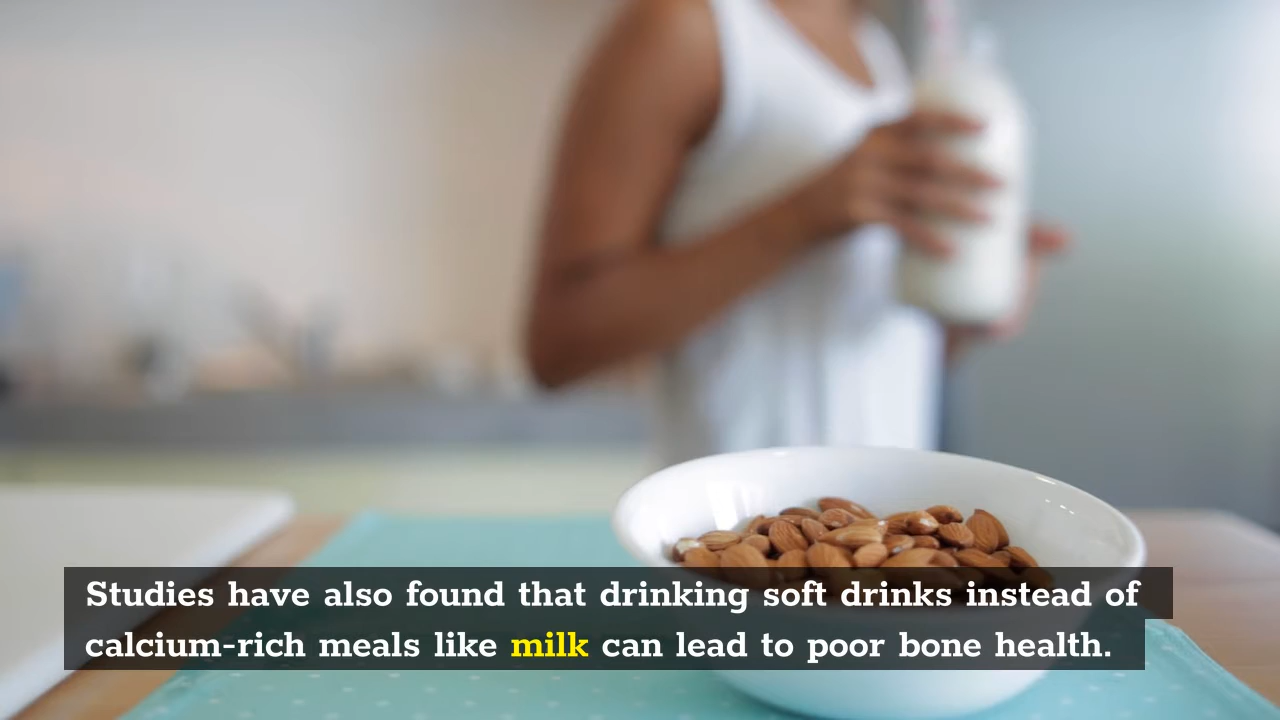 Studies have also found that drinking soft drinks instead of
calcium-rich meals like milk can lead to poor bone health.